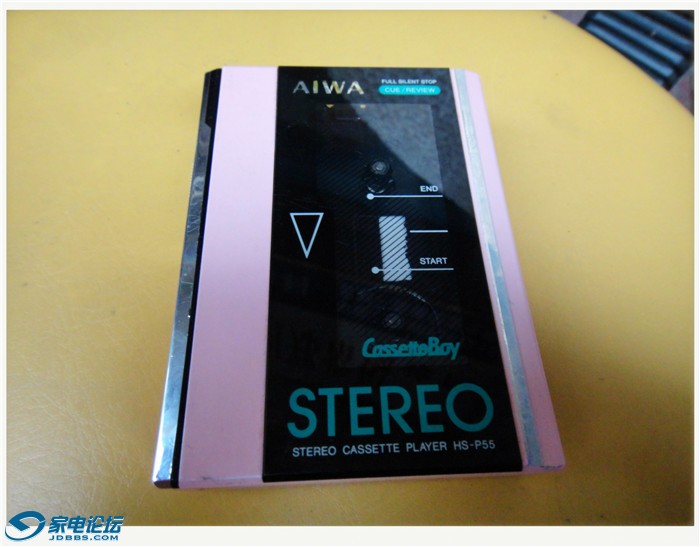 AIWA
FULL SILENT STOP
CUE / REVIEW
END
START
CassetteBoy
STEREO
STEREO CASSETTE PLAYER HS-P55
家电论坛
JDBBS.COM